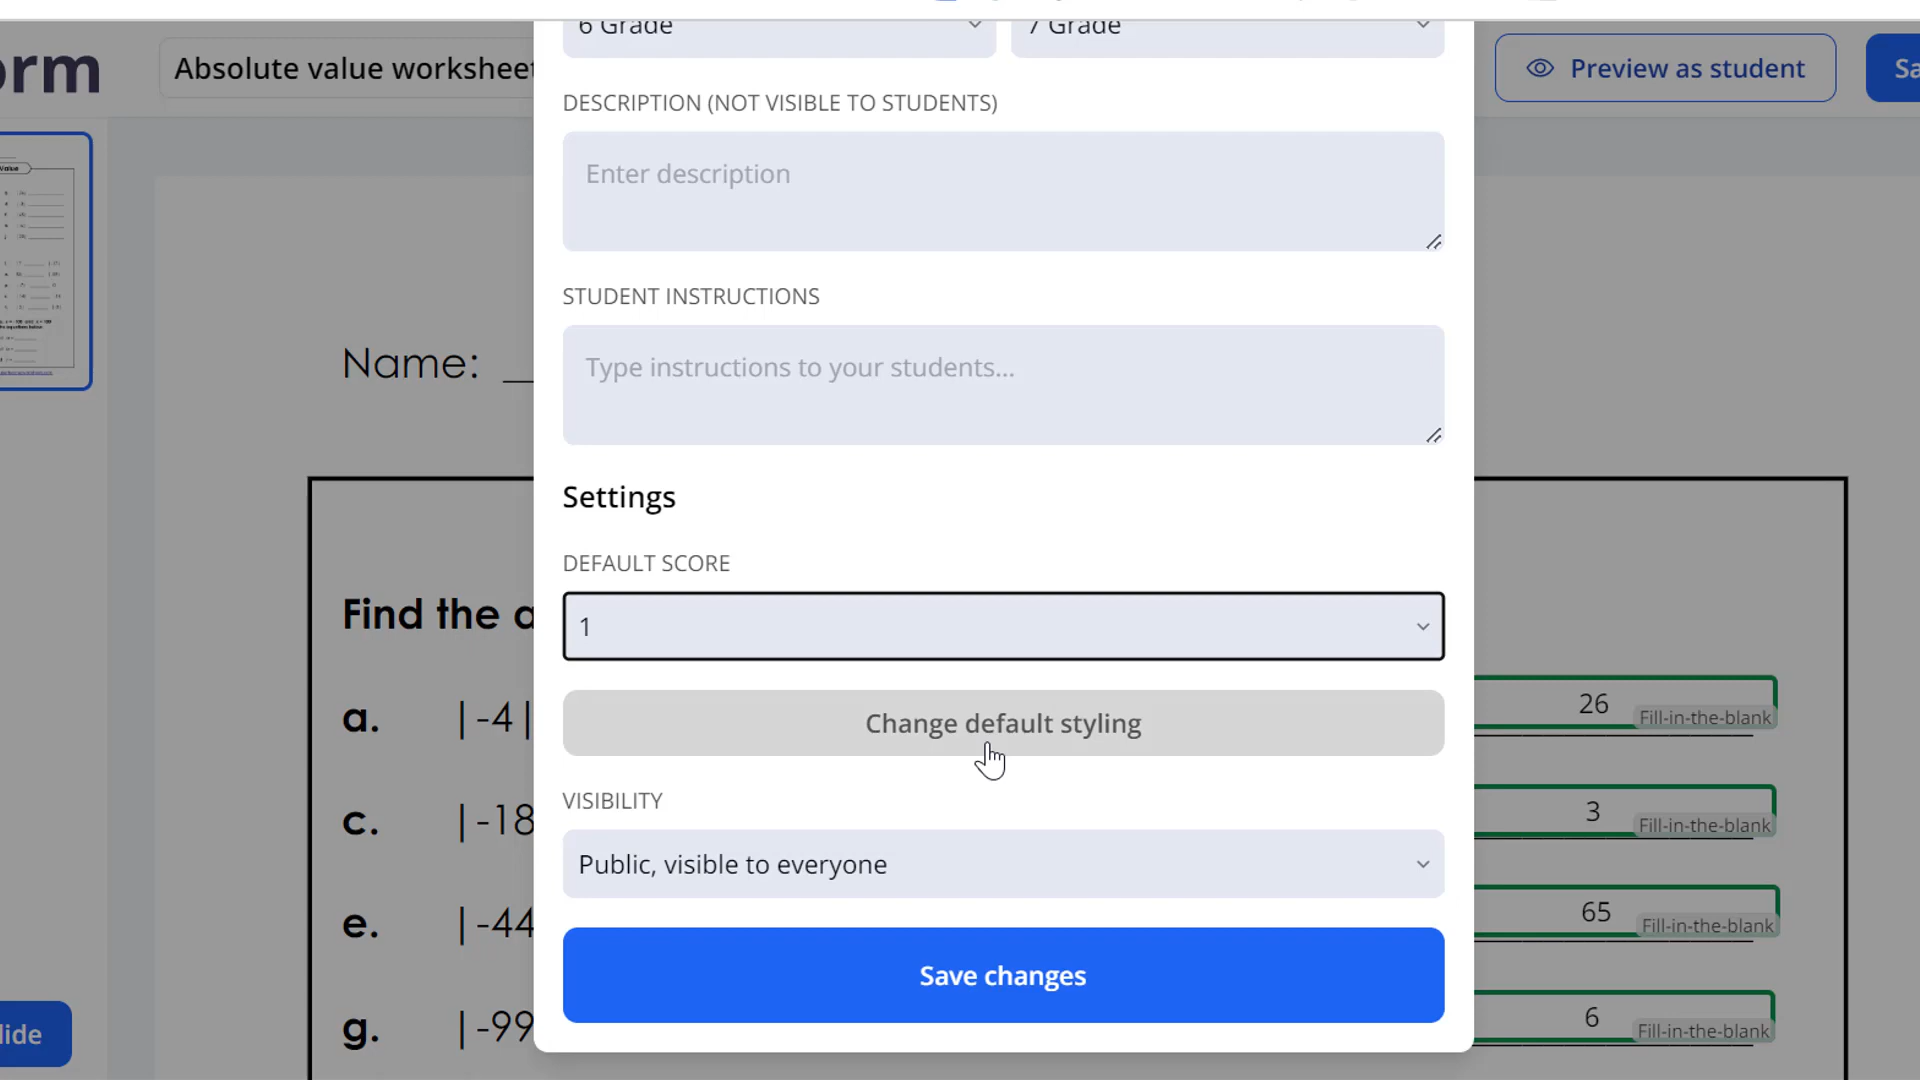 6 Grade
7 Grade
orm
Absolute value worksheet
Preview as student
Sa
DESCRIPTION (NOT VISIBLE TO STUDENTS)
Enter description
STUDENT INSTRUCTIONS
Type instructions to your students...
Name:
Settings
DEFAULT SCORE
1
Find the a
Change default styling
a. |-4|
26 Fill-in-the-blank
VISIBILITY
Public, visible to everyone
c. |-18
3 Fill-in-the-blank
e. |-44
65 Fill-in-the-blank
Save changes
g. |-99
6 Fill-in-the-blank
lide